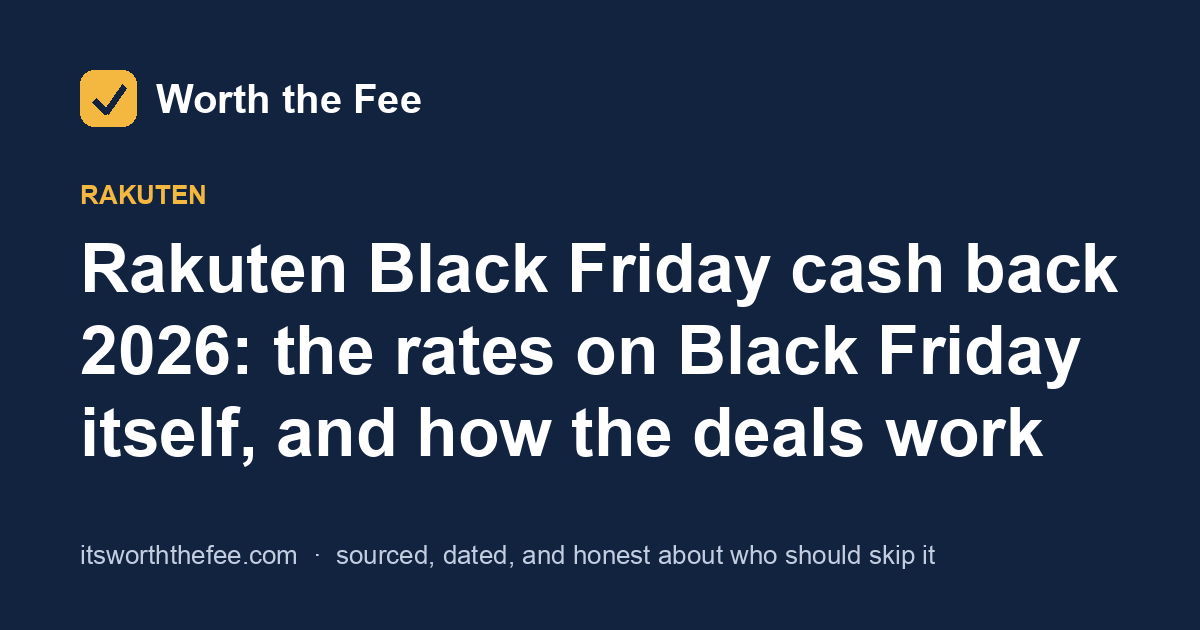 Worth the Fee
RAKUTEN
Rakuten Black Friday cash back
2026: the rates on Black Friday
itself, and how the deals work
itsworththefee.com · sourced, dated, and honest about who should skip it